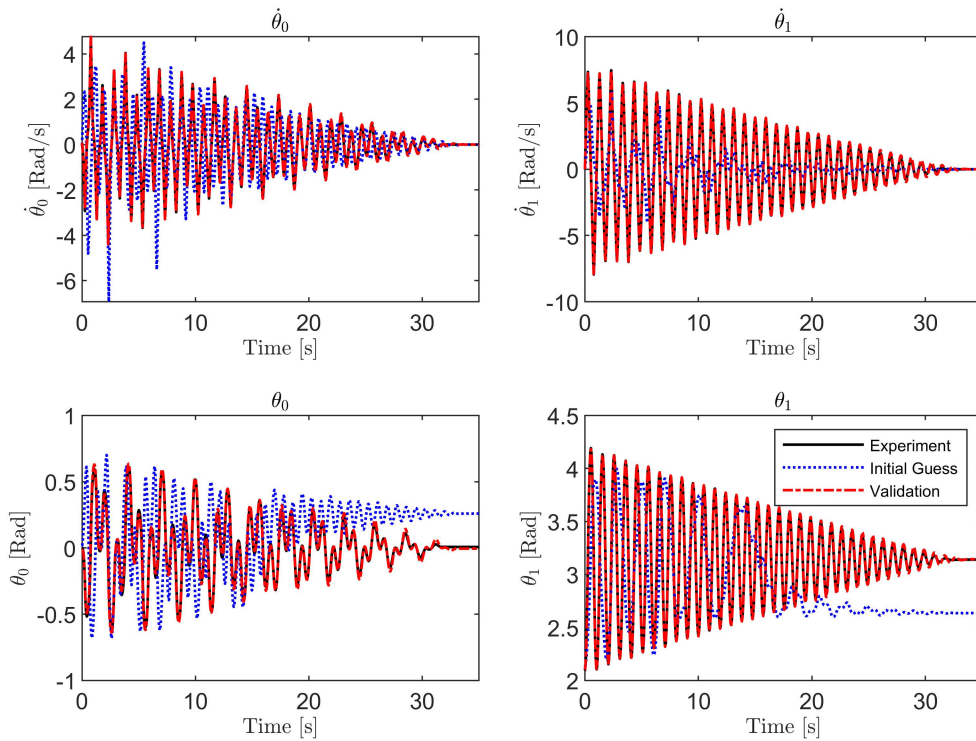 θ̇₀
θ̇₀ [Rad/s]
4
2
0
-2
-4
-6
0
10
20
30
Time [s]
θ̇₁
θ̇₁ [Rad/s]
10
5
0
-5
-10
0
10
20
30
Time [s]
θ₀
θ₀ [Rad]
1
0.5
0
-0.5
-1
0
10
20
30
Time [s]
θ₁
θ₁ [Rad]
4.5
4
3.5
3
2.5
2
0
10
20
30
Time [s]
Experiment
Initial Guess
Validation